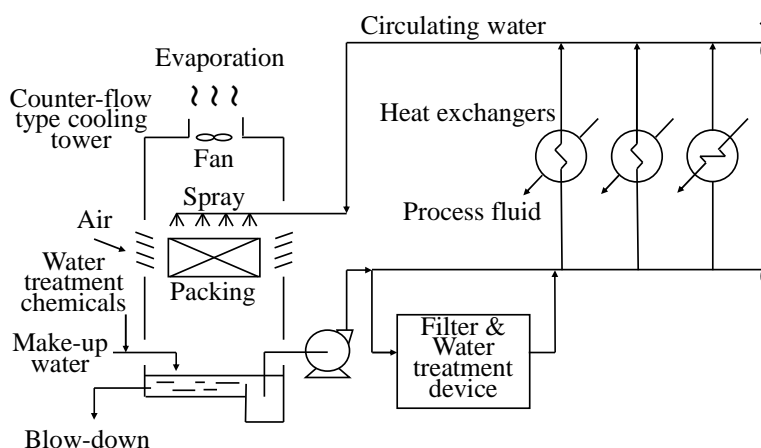 Circulating water
Evaporation
Counter-flow
type cooling
tower
Fan
Heat exchangers
Spray
Process fluid
Air
Water
treatment
chemicals
Packing
Make-up
water
Filter &
Water
treatment
device
Blow-down